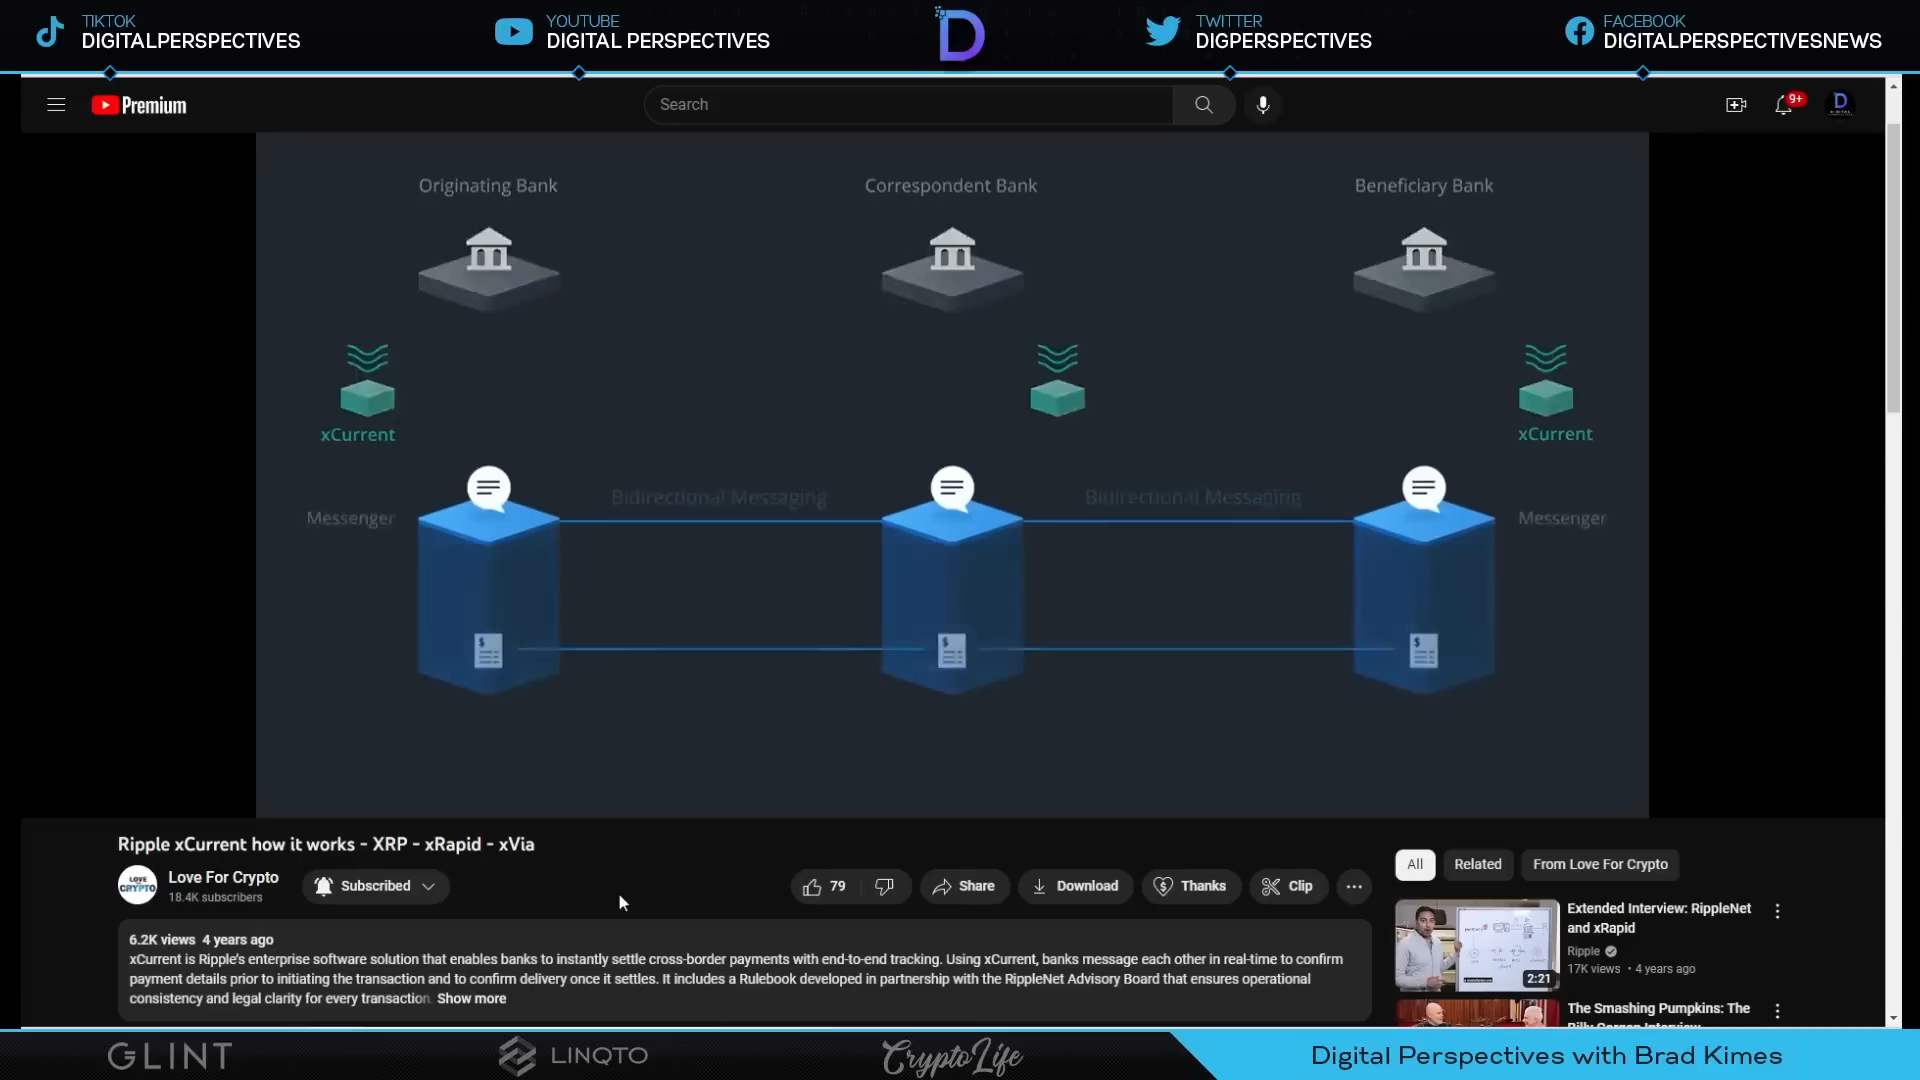 TIKTOK
DIGITALPERSPECTIVES
YOUTUBE
DIGITAL PERSPECTIVES
D
TWITTER
DIGPERSPECTIVES
FACEBOOK
DIGITALPERSPECTIVESNEWS
Premium
Search
9+
D
Originating Bank
Correspondent Bank
Beneficiary Bank
xCurrent
xCurrent
Messenger
Bidirectional Messaging
Bidirectional Messaging
Messenger
$
$
$
Ripple xCurrent how it works - XRP - xRapid - xVia
LOVE
CRYPTO
Love For Crypto
18.4K subscribers
Subscribed
79
Share
Download
Thanks
Clip
6.2K views 4 years ago
xCurrent is Ripple's enterprise software solution that enables banks to instantly settle cross-border payments with end-to-end tracking. Using xCurrent, banks message each other in real-time to confirm
payment details prior to initiating the transaction and to confirm delivery once it settles. It includes a Rulebook developed in partnership with the RippleNet Advisory Board that ensures operational
consistency and legal clarity for every transaction. Show more
All
Related
From Love For Crypto
Extended Interview: RippleNet
and xRapid
Ripple
17K views • 4 years ago
2:21
The Smashing Pumpkins: The
Billy Corgan Interview
GLINT
LINQTO
CryptoLife
Digital Perspectives with Brad Kimes